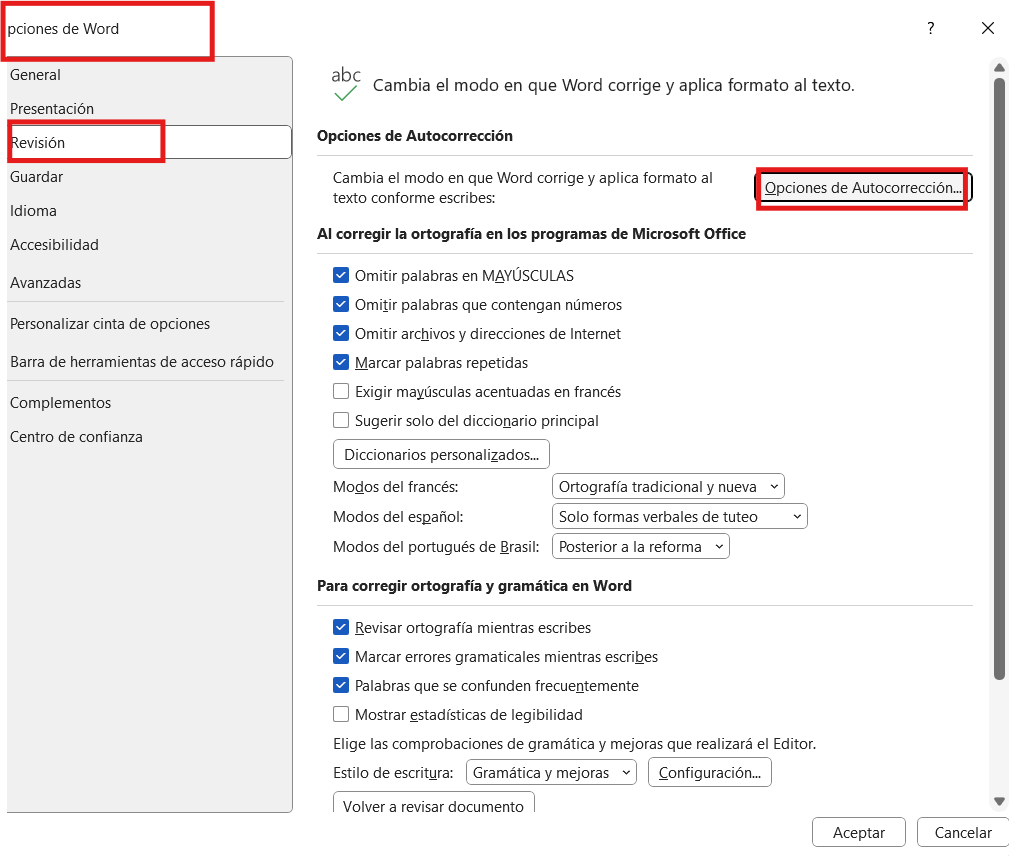 pciones de Word
?
General
Presentación
Revisión
Guardar
Idioma
Accesibilidad
Avanzadas
Personalizar cinta de opciones
Barra de herramientas de acceso rápido
Complementos
Centro de confianza
abc
Cambia el modo en que Word corrige y aplica formato al texto.
Opciones de Autocorrección
Cambia el modo en que Word corrige y aplica formato al
texto conforme escribes:
Opciones de Autocorrección...
Al corregir la ortografía en los programas de Microsoft Office
Omitir palabras en MAYÚSCULAS
Omitir palabras que contengan números
Omitir archivos y direcciones de Internet
Marcar palabras repetidas
Exigir mayúsculas acentuadas en francés
Sugerir solo del diccionario principal
Diccionarios personalizados...
Modos del francés: Ortografía tradicional y nueva
Modos del español: Solo formas verbales de tuteo
Modos del portugués de Brasil: Posterior a la reforma
Para corregir ortografía y gramática en Word
Revisar ortografía mientras escribes
Marcar errores gramaticales mientras escribes
Palabras que se confunden frecuentemente
Mostrar estadísticas de legibilidad
Elige las comprobaciones de gramática y mejoras que realizará el Editor.
Estilo de escritura: Gramática y mejoras Configuración...
Volver a revisar documento
Aceptar Cancelar